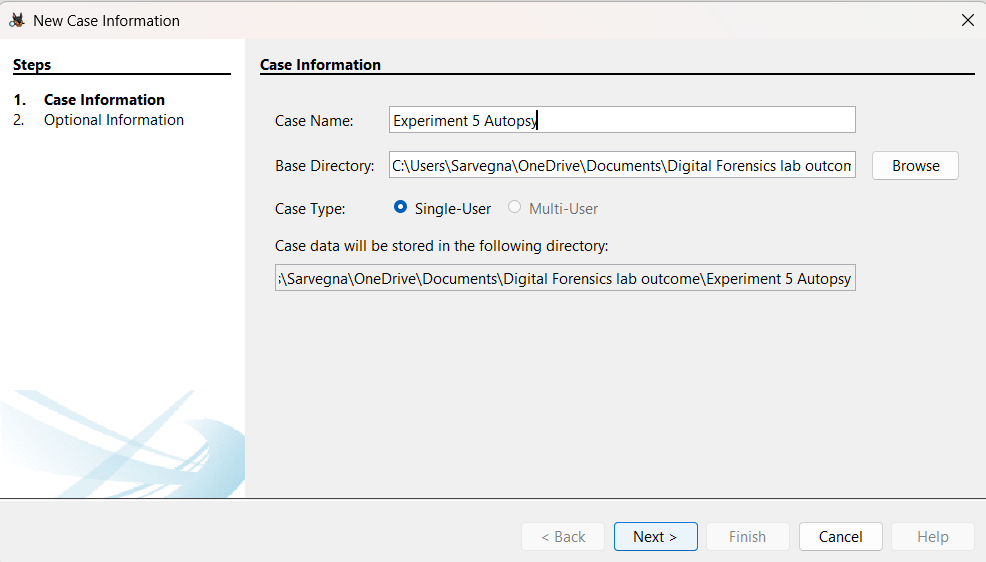 New Case Information
Steps
1. Case Information
2. Optional Information
Case Information
Case Name: Experiment 5 Autopsy
Base Directory: C:\Users\Sarvegna\OneDrive\Documents\Digital Forensics lab outcom
Browse
Case Type: Single-User Multi-User
Case data will be stored in the following directory:
\Sarvegna\OneDrive\Documents\Digital Forensics lab outcome\Experiment 5 Autopsy
< Back Next > Finish Cancel Help